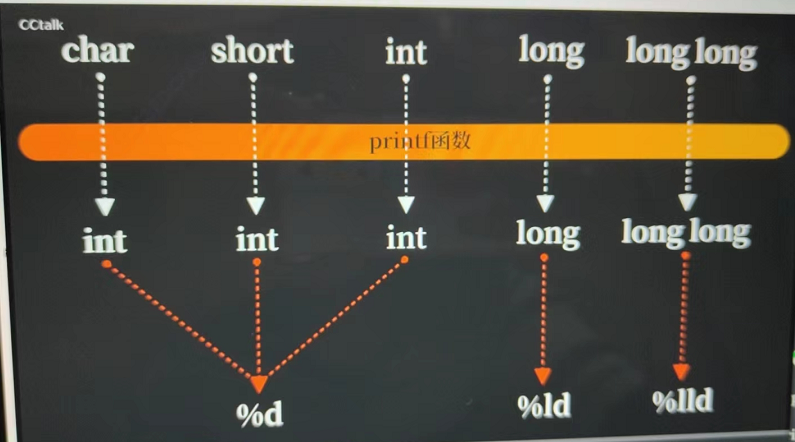 CCtalk
char short int long long long
printf函数
int int int long long long
%d %ld %lld